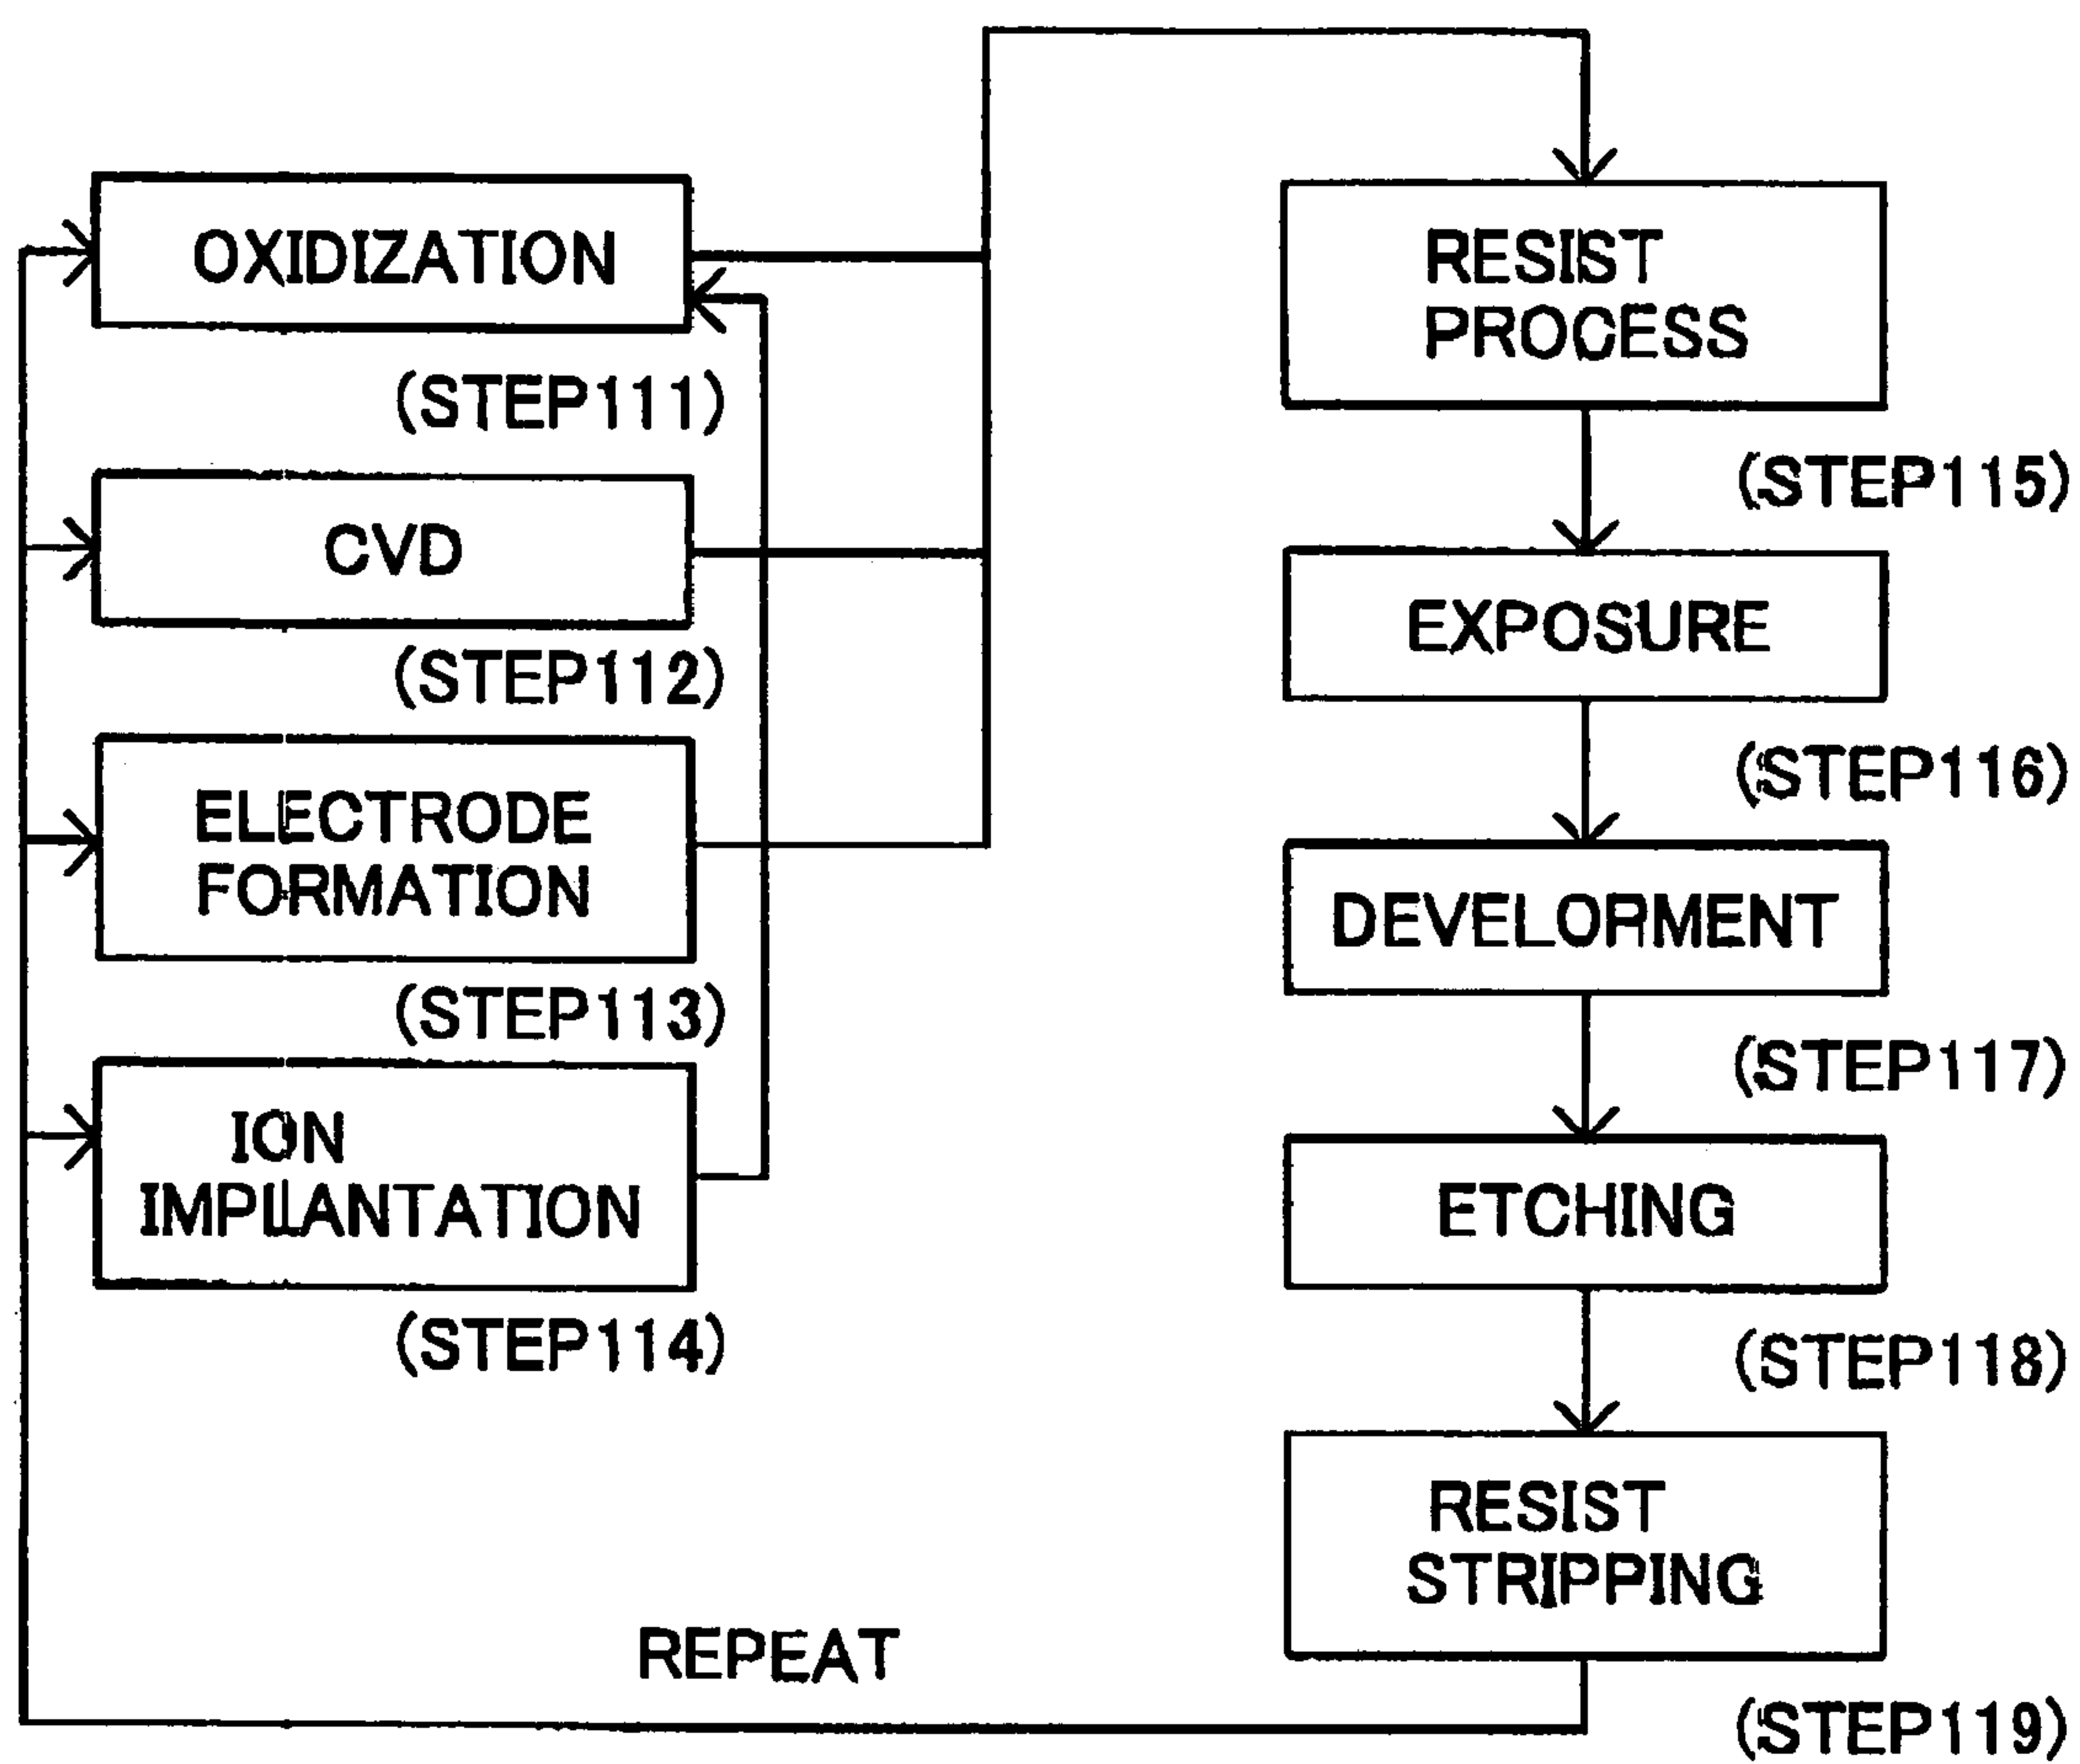 OXIDIZATION
(STEP111)
CVD
(STEP112)
ELECTRODE
FORMATION
(STEP113)
ION
IMPLANTATION
(STEP114)
RESIST
PROCESS
(STEP115)
EXPOSURE
(STEP116)
DEVELORMENT
(STEP117)
ETCHING
(STEP118)
RESIST
STRIPPING
(STEP119)
REPEAT